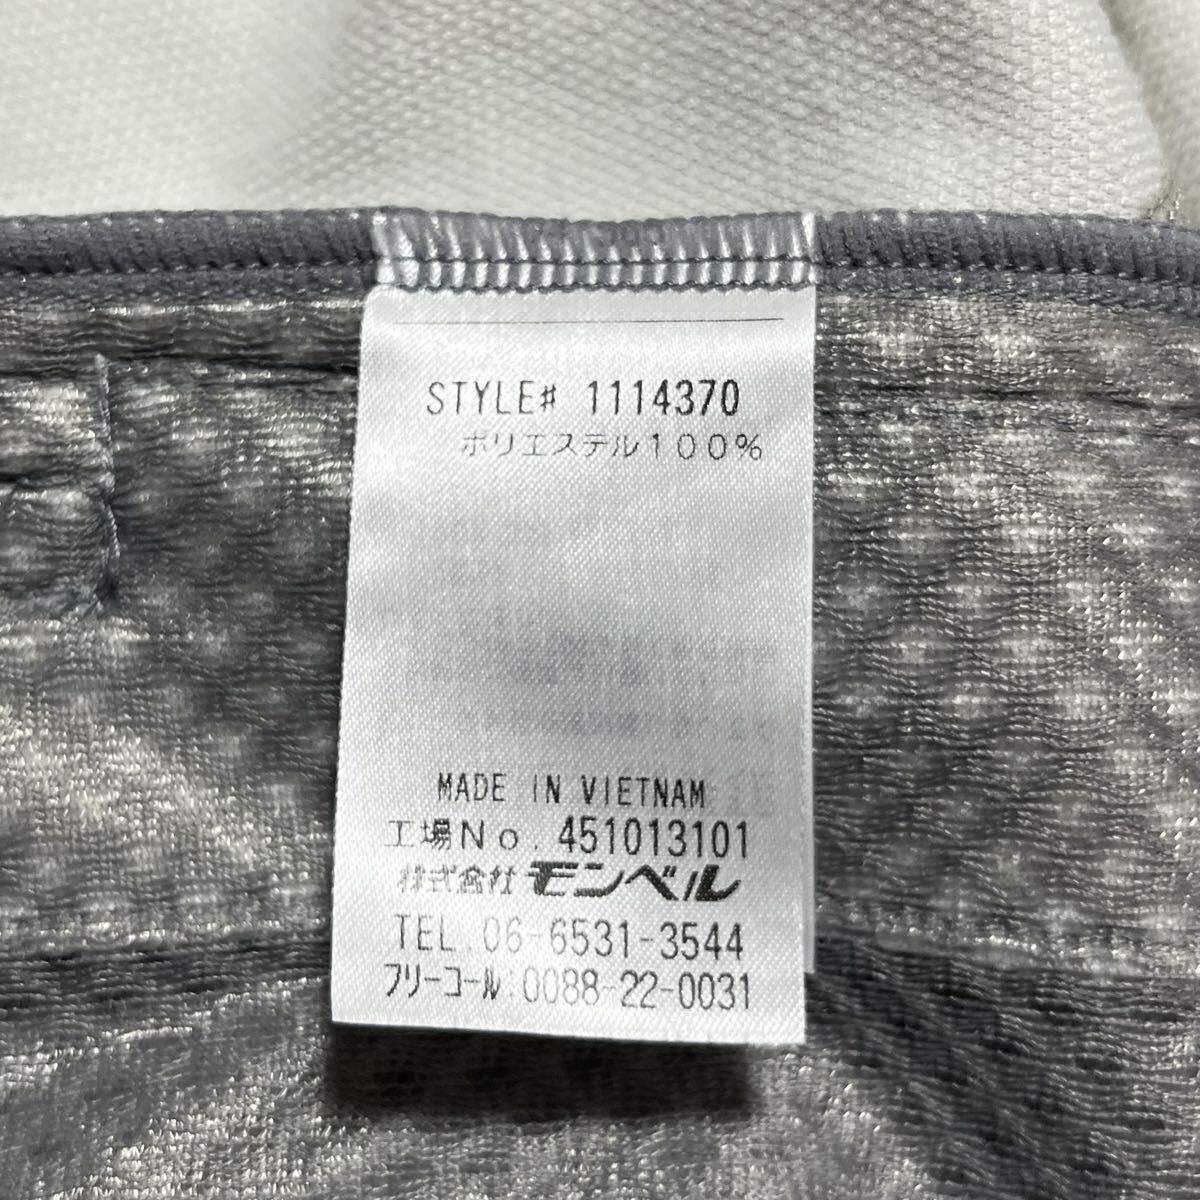 STYLE# 1114370
ポリエステル100%
MADE IN VIETNAM
工場No. 451013101
株式会社 モンベル
TEL. 06-6531-3544
フリーコール:0088-22-0031